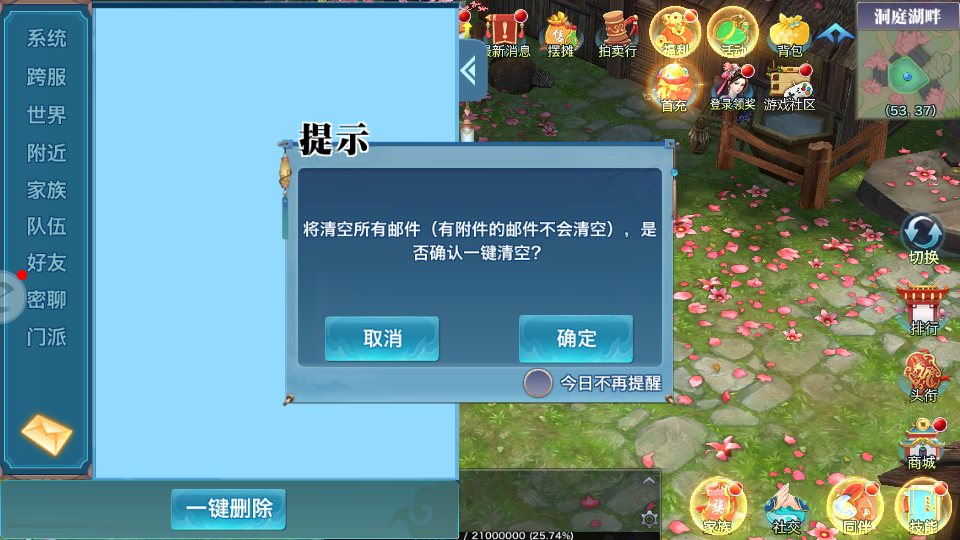 系统
跨服
世界
附近
家族
队伍
好友
密聊
门派
一键删除
最新消息
摆摊
拍卖行
福利
活动
背包
首充
登录领奖
游戏社区
洞庭湖畔
(53, 37)
提示
将清空所有邮件（有附件的邮件不会清空），是
否确认一键清空？
取消
确定
今日不再提醒
切换
排行
头衔
商城
家族
社交
同伴
技能
/ 21000000 (25.74%)